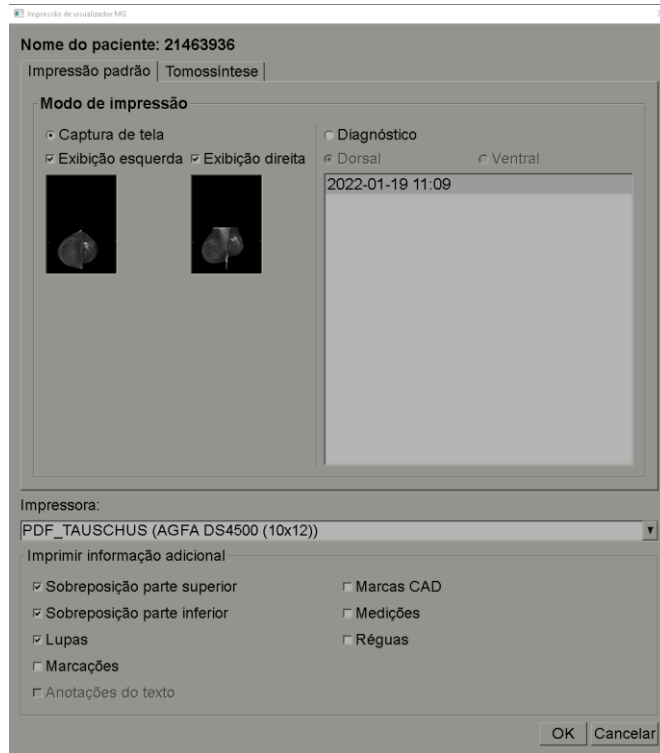 Impressão de visualizador MG
Nome do paciente: 21463936
Impressão padrão Tomossíntese
Modo de impressão
Captura de tela Diagnóstico
Exibição esquerda Exibição direita Dorsal Ventral
2022-01-19 11:09
Impressora:
PDF_TAUSCHUS (AGFA DS4500 (10x12))
Imprimir informação adicional
Sobreposição parte superior Marcas CAD
Sobreposição parte inferior Medições
Lupas Réguas
Marcações
Anotações do texto
OK Cancelar